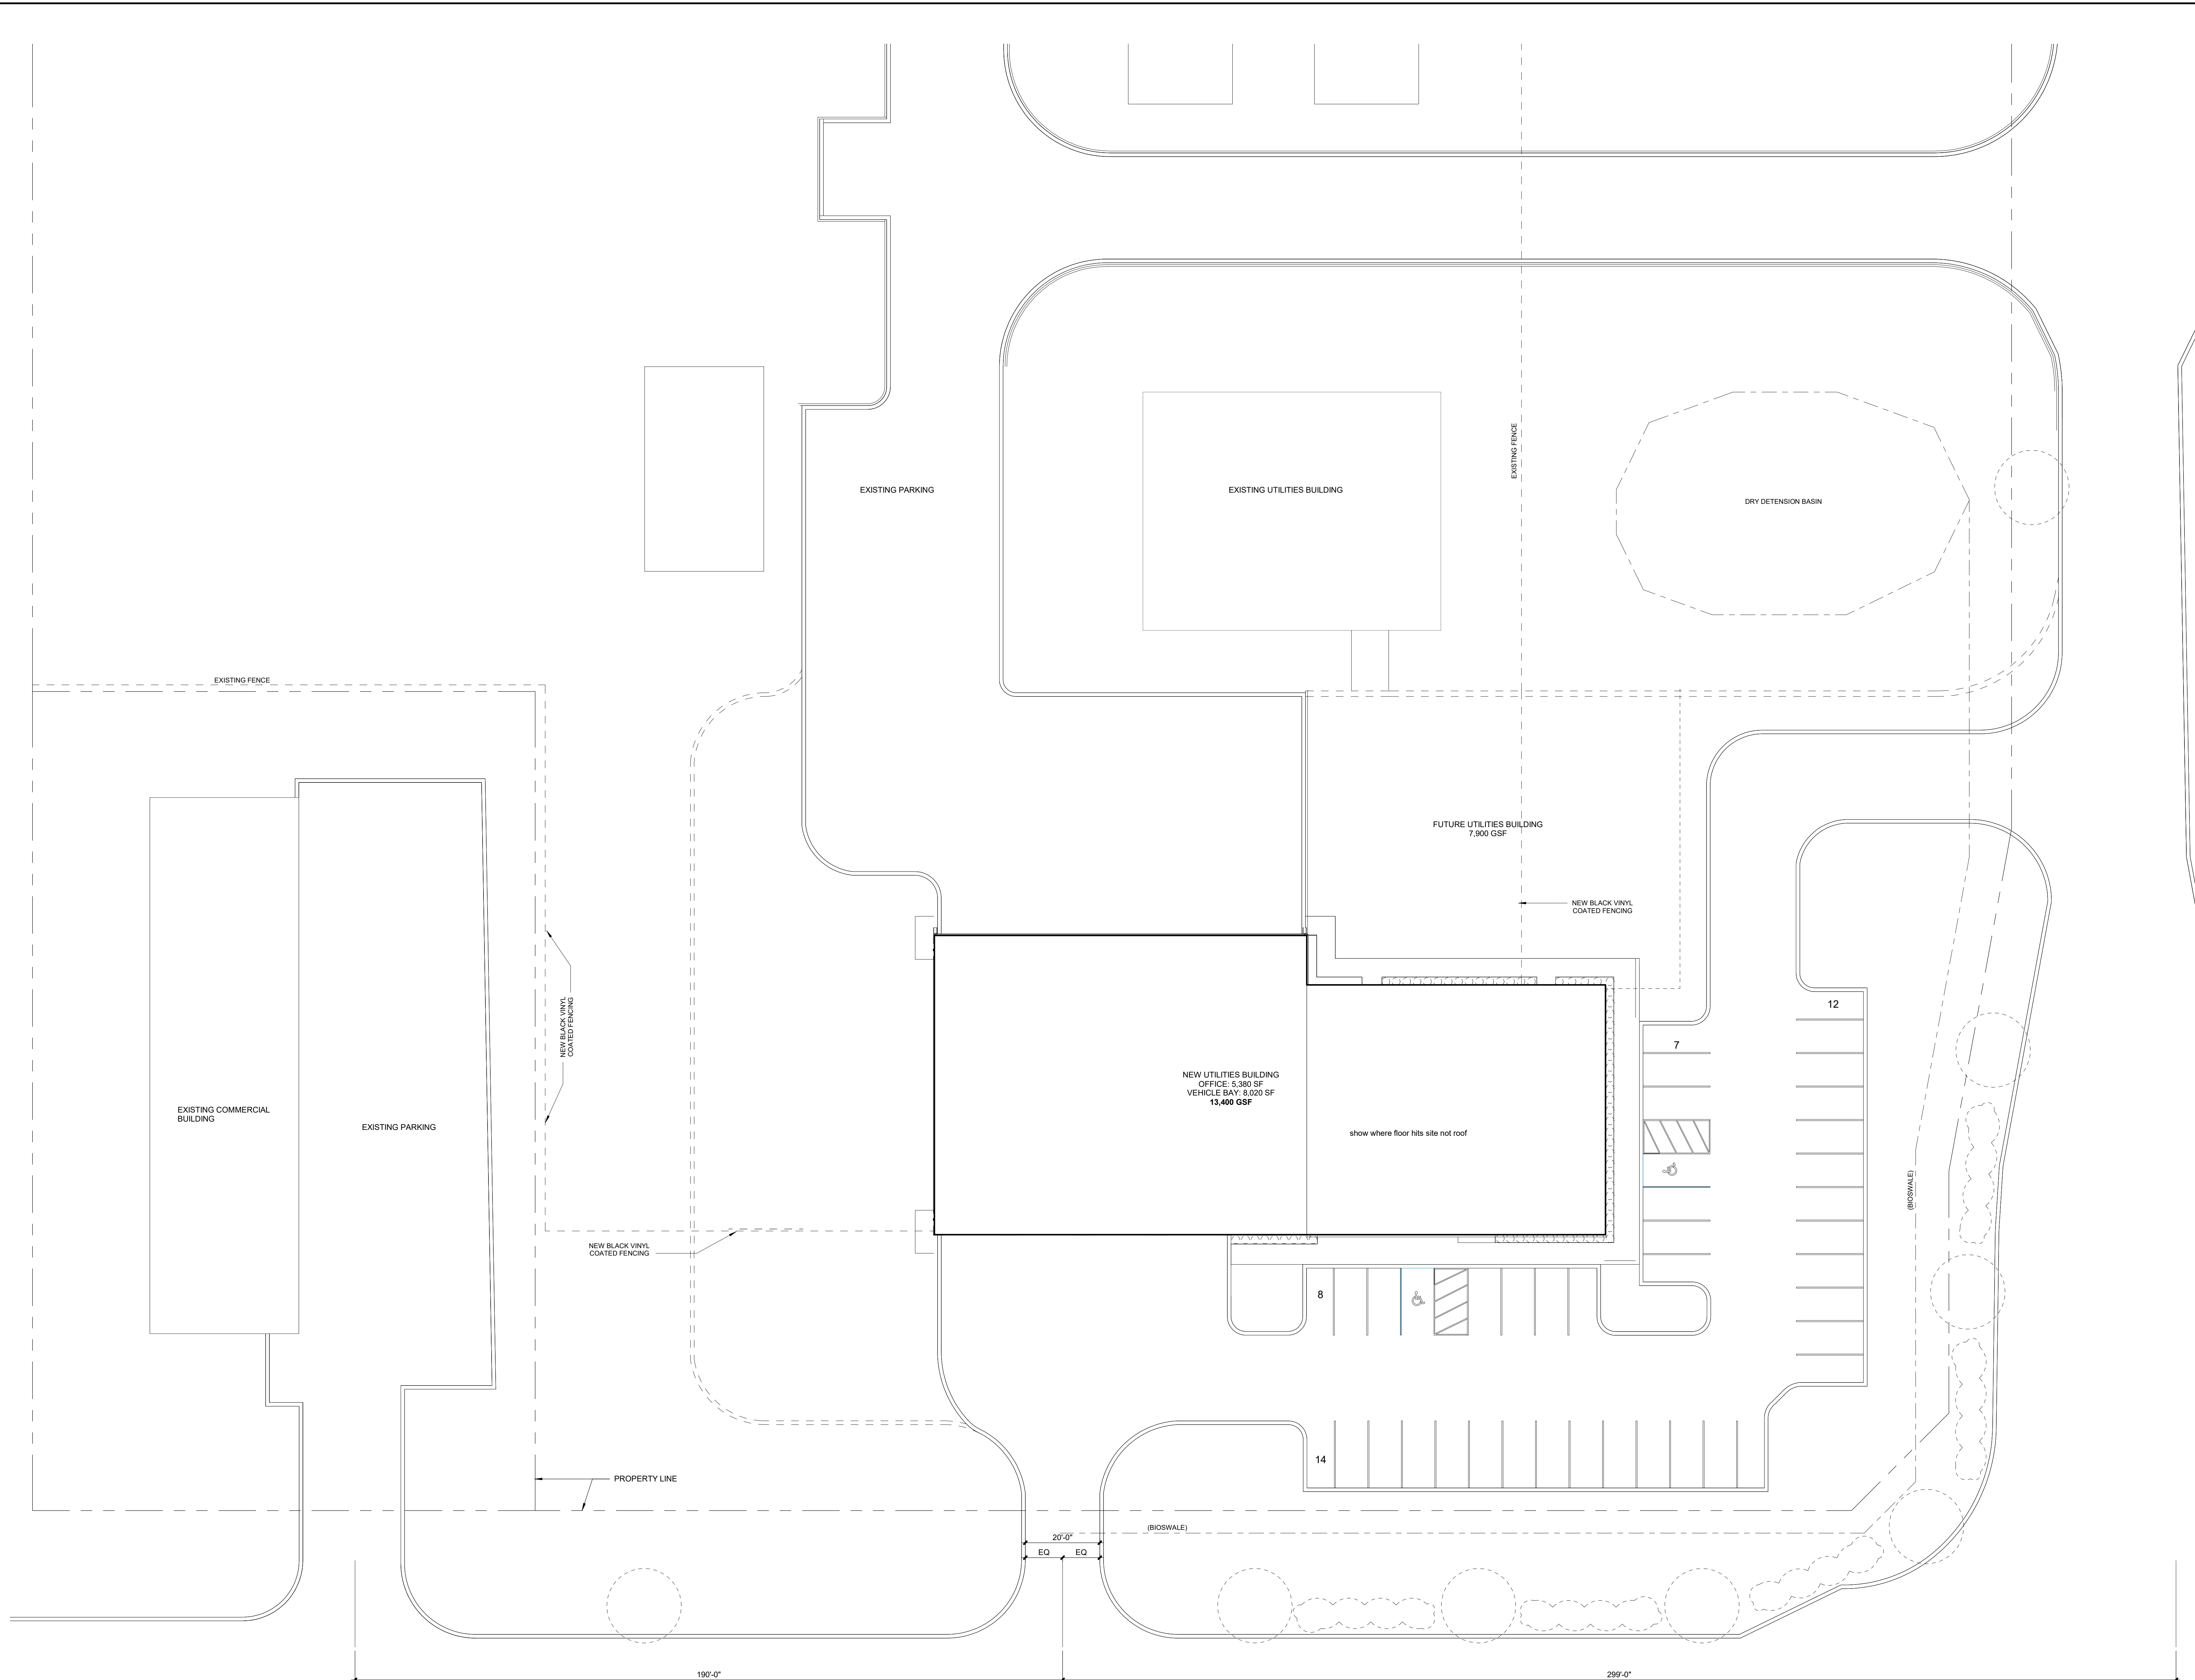 EXISTING FENCE
EXISTING PARKING
EXISTING UTILITIES BUILDING
DRY DETENSION BASIN
EXISTING FENCE
FUTURE UTILITIES BUILDING
7,900 GSF
NEW BLACK VINYL
COATED FENCING
NEW BLACK VINYL
COATED FENCING
12
7
NEW UTILITIES BUILDING
OFFICE: 5,380 SF
VEHICLE BAY: 8,020 SF
13,400 GSF
EXISTING COMMERCIAL
BUILDING
EXISTING PARKING
show where floor hits site not roof
(BIOSWALE)
NEW BLACK VINYL
COATED FENCING
8
14
PROPERTY LINE
(BIOSWALE)
20'-0"
EQ
EQ
190'-0"
299'-0"